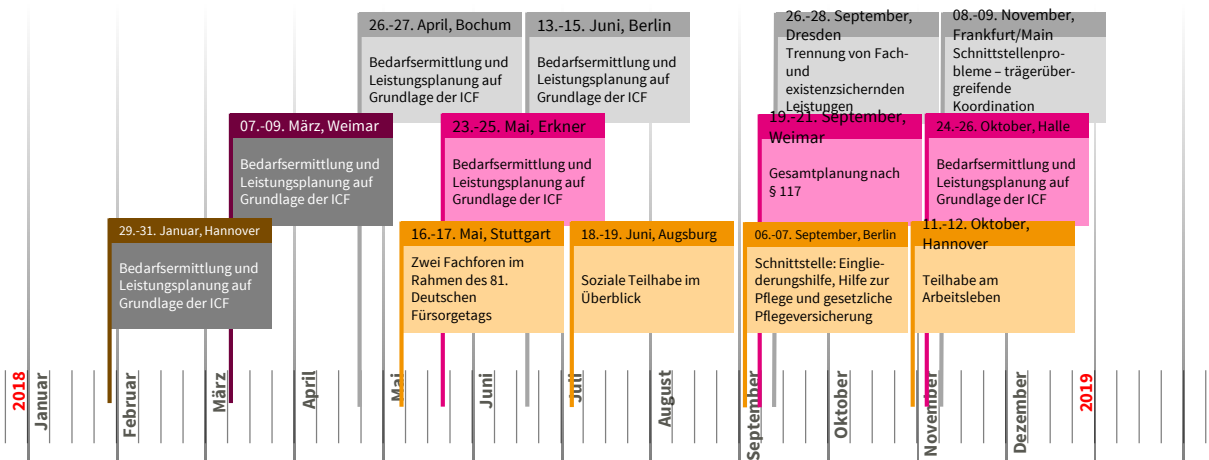 26.-27. April, Bochum
Bedarfsermittlung und
Leistungsplanung auf
Grundlage der ICF
13.-15. Juni, Berlin
Bedarfsermittlung und
Leistungsplanung auf
Grundlage der ICF
26.-28. September,
Dresden
Trennung von Fach-
und
existenzsichernden
Leistungen
08.-09. November,
Frankfurt/Main
Schnittstellenpro-
bleme – trägerüber-
greifende
Koordination
07.-09. März, Weimar
Bedarfsermittlung und
Leistungsplanung auf
Grundlage der ICF
23.-25. Mai, Erkner
Bedarfsermittlung und
Leistungsplanung auf
Grundlage der ICF
19.-21. September,
Weimar
Gesamtplanung nach
§ 117
24.-26. Oktober, Halle
Bedarfsermittlung und
Leistungsplanung auf
Grundlage der ICF
29.-31. Januar, Hannover
Bedarfsermittlung und
Leistungsplanung auf
Grundlage der ICF
16.-17. Mai, Stuttgart
Zwei Fachforen im
Rahmen des 81.
Deutschen
Fürsorgetags
18.-19. Juni, Augsburg
Soziale Teilhabe im
Überblick
06.-07. September, Berlin
Schnittstelle: Einglie-
derungshilfe, Hilfe zur
Pflege und gesetzliche
Pflegeversicherung
11.-12. Oktober,
Hannover
Teilhabe am
Arbeitsleben
2018
Januar
Februar
März
April
Mai
Juni
Juli
August
September
Oktober
November
Dezember
2019